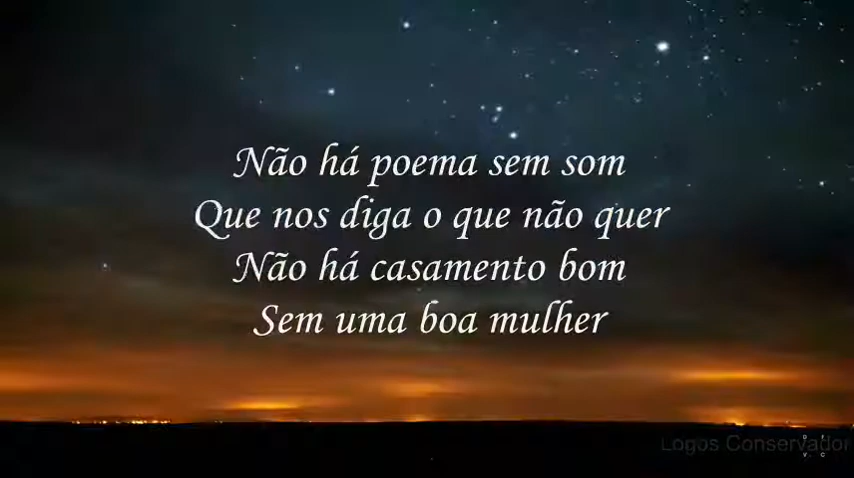 Não há poema sem som
Que nos diga o que não quer
Não há casamento bom
Sem uma boa mulher
Logos Conservador